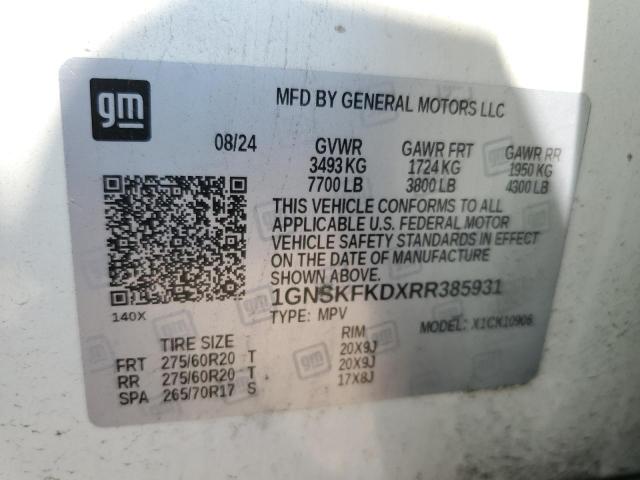 gm
MFD BY GENERAL MOTORS LLC
08/24 GVWR GAWR FRT GAWR RR
3493 KG 1724 KG 1950 KG
7700 LB 3800 LB 4300 LB
THIS VEHICLE CONFORMS TO ALL
APPLICABLE U.S. FEDERAL MOTOR
VEHICLE SAFETY STANDARDS IN EFFECT
ON THE DATE OF MANUFACTURE
SHOWN ABOVE.
1GNSKFKDXRR385931
140X
TYPE: MPV MODEL: X1CK10906
TIRE SIZE RIM
FRT 275/60R20 T 20X9J
RR 275/60R20 T 20X9J
SPA 265/70R17 S 17X8J